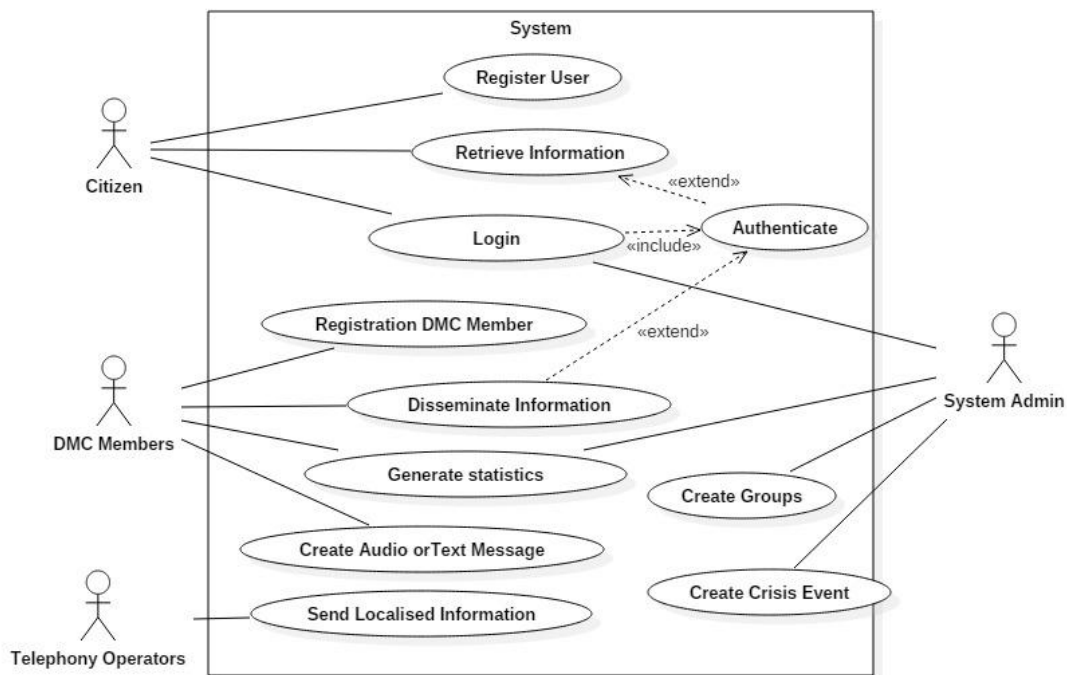 System
Register User
Retrieve Information
Citizen
«extend»
Login
Authenticate
«include»
Registration DMC Member
«extend»
DMC Members
Disseminate Information
System Admin
Generate statistics
Create Groups
Create Audio orText Message
Create Crisis Event
Send Localised Information
Telephony Operators